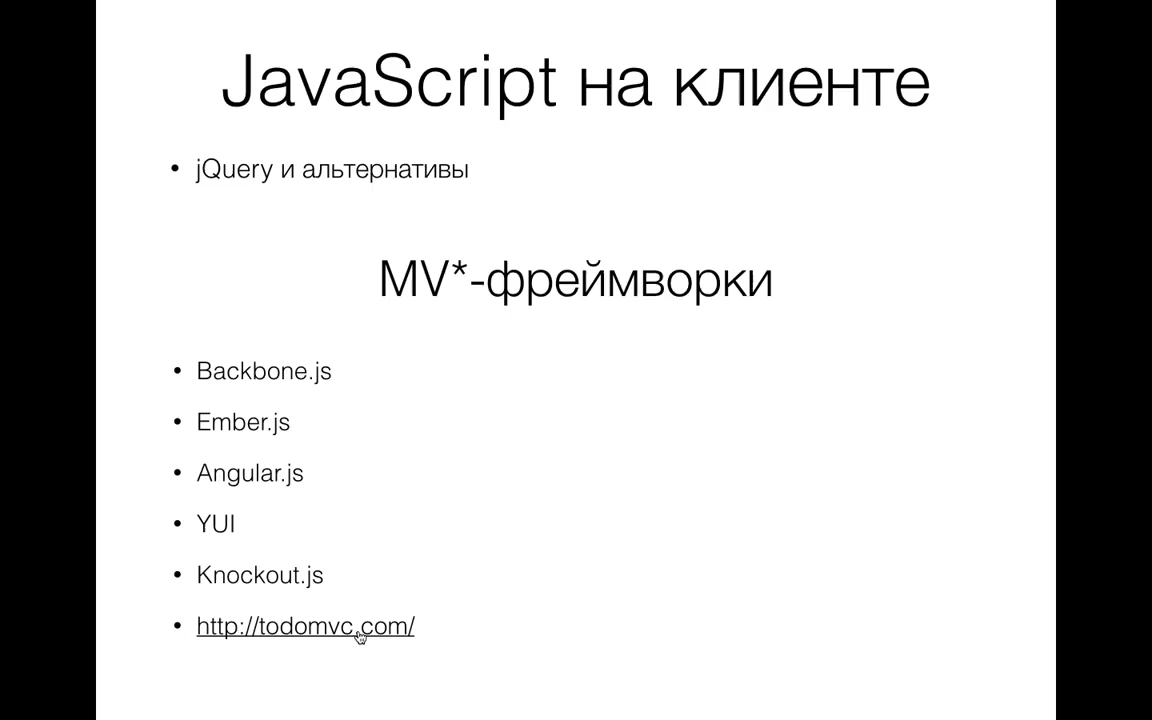 JavaScript на клиенте
• jQuery и альтернативы
MV*-фреймворки
• Backbone.js
• Ember.js
• Angular.js
• YUI
• Knockout.js
• http://todomvc.com/